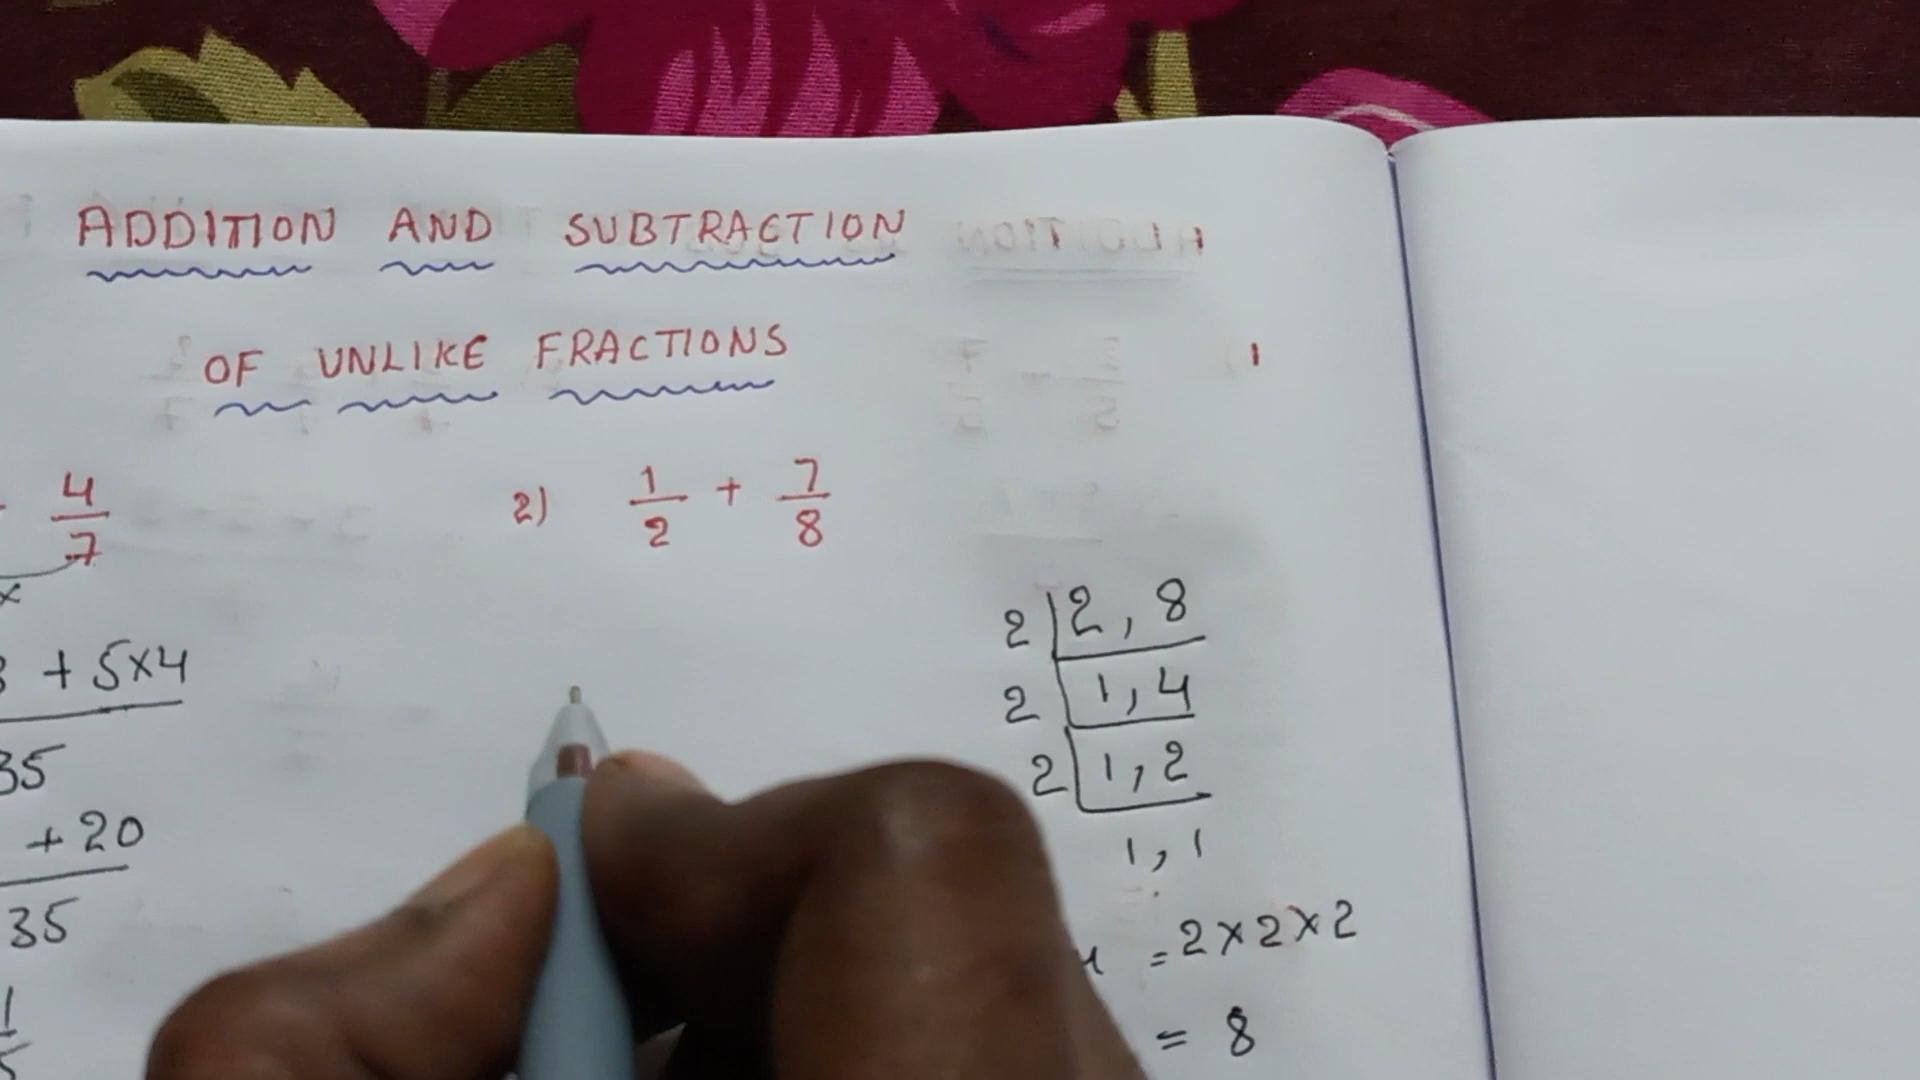 ADDITION AND SUBTRACTION
OF UNLIKE FRACTIONS
4/7
×
+ 5×4
35
+ 20
35
2) 1/2 + 7/8
2 | 2, 8
2 | 1, 4
2 | 1, 2
1, 1
= 2×2×2
= 8